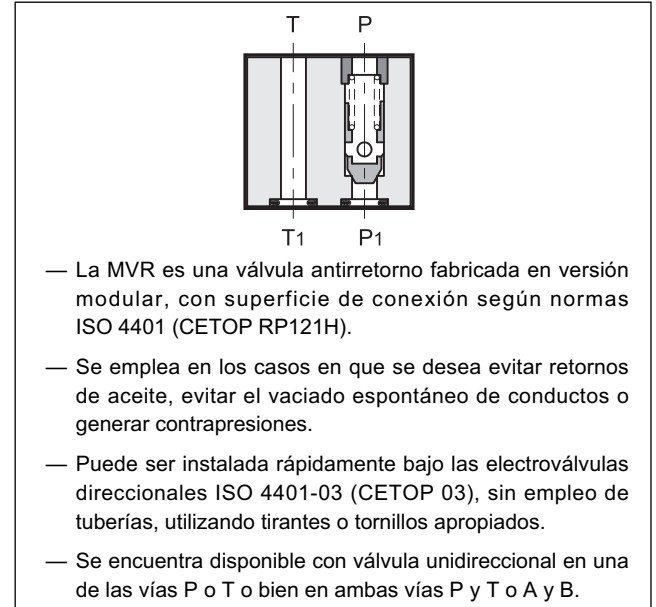 T P
T1 P1
— La MVR es una válvula antirretorno fabricada en versión
modular, con superficie de conexión según normas
ISO 4401 (CETOP RP121H).
— Se emplea en los casos en que se desea evitar retornos
de aceite, evitar el vaciado espontáneo de conductos o
generar contrapresiones.
— Puede ser instalada rápidamente bajo las electroválvulas
direccionales ISO 4401-03 (CETOP 03), sin empleo de
tuberías, utilizando tirantes o tornillos apropiados.
— Se encuentra disponible con válvula unidireccional en una
de las vías P o T o bien en ambas vías P y T o A y B.